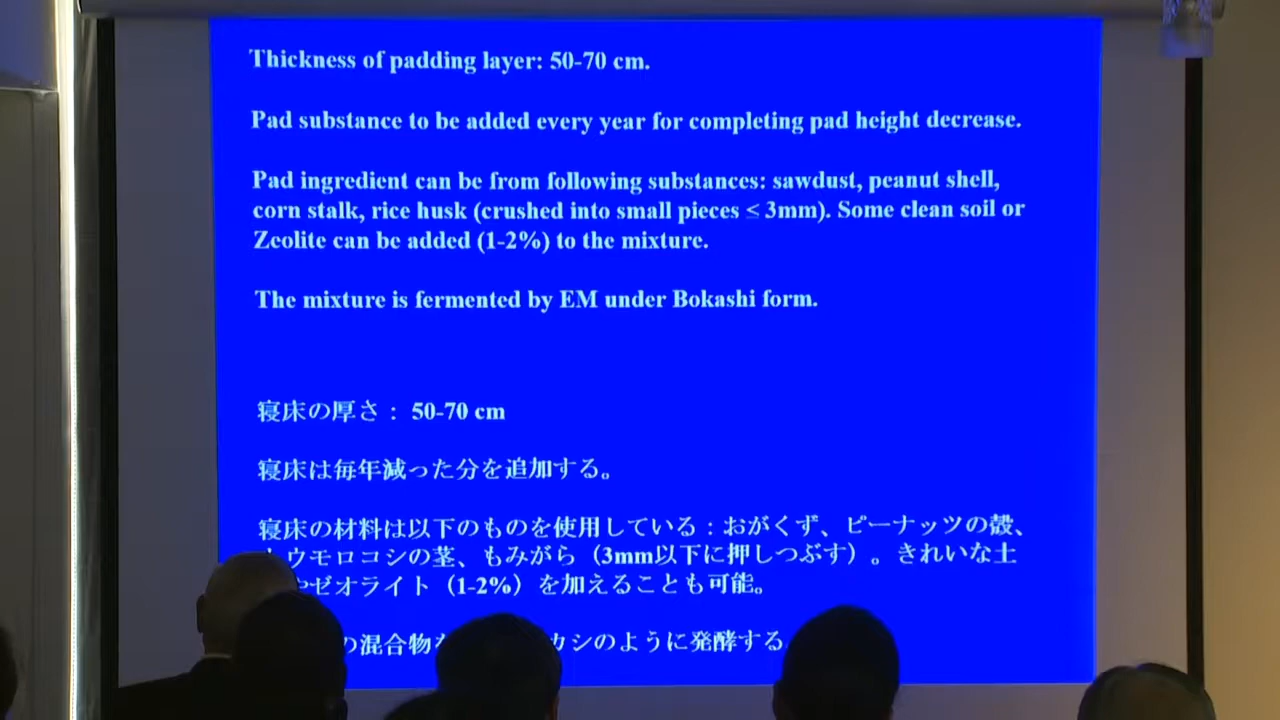 Thickness of padding layer: 50-70 cm.
Pad substance to be added every year for completing pad height decrease.
Pad ingredient can be from following substances: sawdust, peanut shell,
corn stalk, rice husk (crushed into small pieces ≤ 3mm). Some clean soil or
Zeolite can be added (1-2%) to the mixture.
The mixture is fermented by EM under Bokashi form.
寝床の厚さ： 50-70 cm
寝床は毎年減った分を追加する。
寝床の材料は以下のものを使用している：おがくず、ピーナッツの殻、
ウモロコシの茎、もみがら（3mm以下に押しつぶす）。きれいな土
やゼオライト（1-2%）を加えることも可能。
の混合物を カシのように発酵する